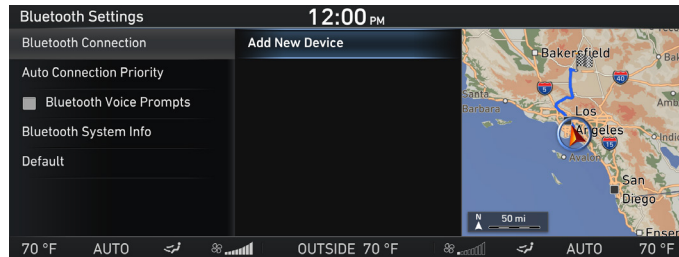 Bluetooth Settings
12:00 PM
Bluetooth Connection
Add New Device
Auto Connection Priority
Bluetooth Voice Prompts
Bluetooth System Info
Default
Bakersfield
40
5
Santa
Barbara
Los
Angeles
15
Avalon
San
Diego
N 50 mi
70 °F AUTO OUTSIDE 70 °F AUTO 70 °F